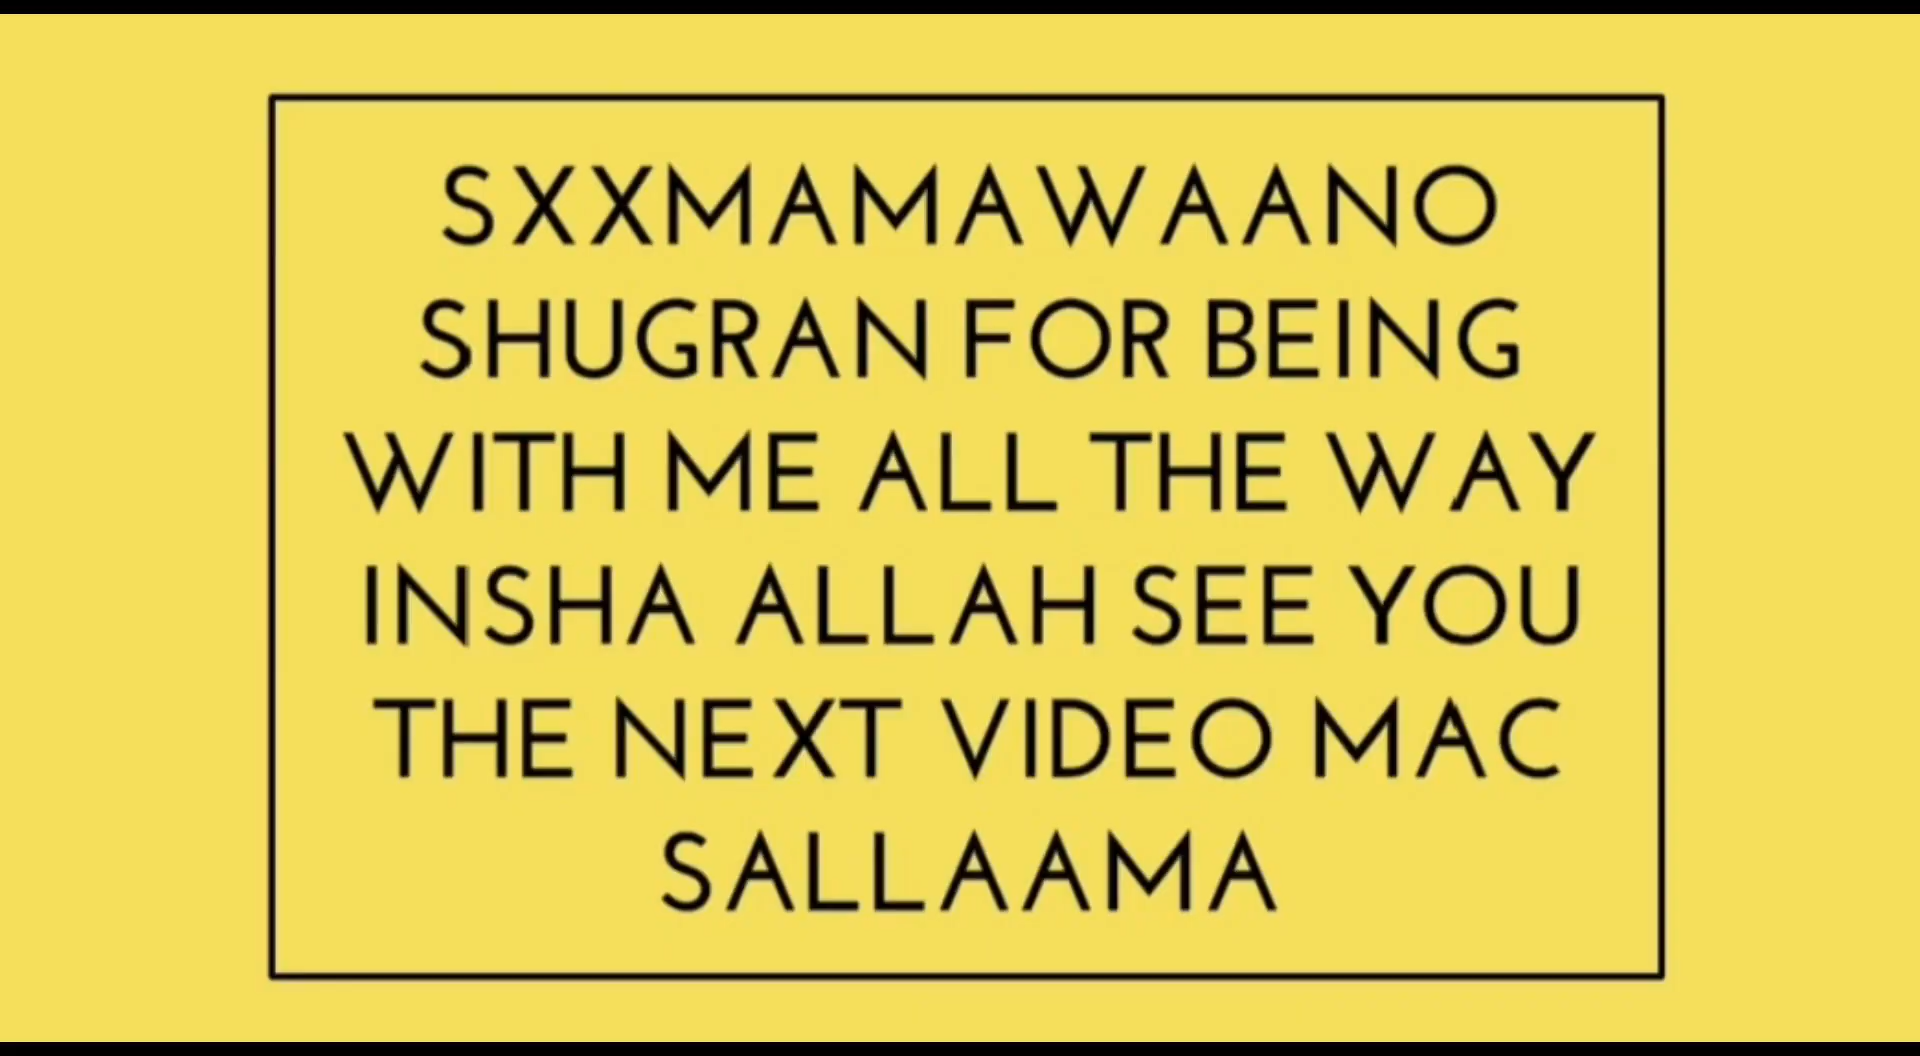 SXXMAMAWAANO
SHUGRAN FOR BEING
WITH ME ALL THE WAY
INSHA ALLAH SEE YOU
THE NEXT VIDEO MAC
SALLAAMA